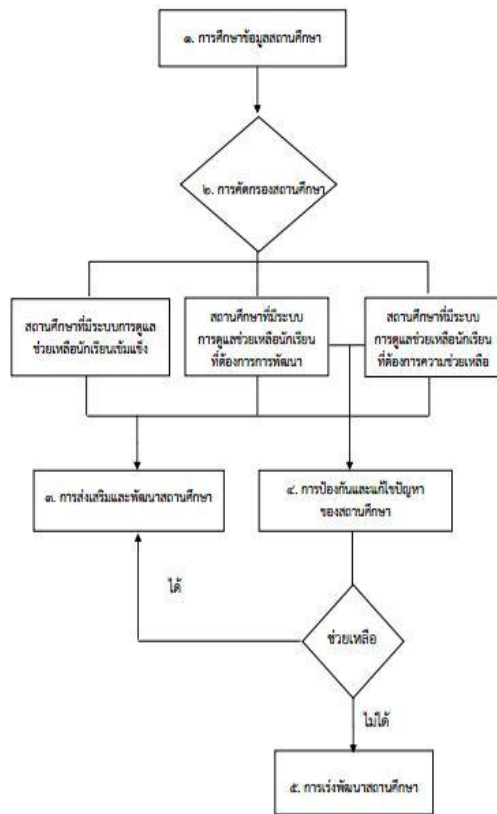 ๑. การศึกษาข้อมูลสถานศึกษา
๒. การคัดกรองสถานศึกษา
สถานศึกษาที่มีระบบการดูแล
ช่วยเหลือนักเรียนเข้มแข็ง
สถานศึกษาที่มีระบบ
การดูแลช่วยเหลือนักเรียน
ที่ต้องการการพัฒนา
สถานศึกษาที่มีระบบ
การดูแลช่วยเหลือนักเรียน
ที่ต้องการความช่วยเหลือ
๓. การส่งเสริมและพัฒนาสถานศึกษา
๔. การป้องกันและแก้ไขปัญหา
ของสถานศึกษา
ได้
ช่วยเหลือ
ไม่ได้
๕. การเร่งพัฒนาสถานศึกษา